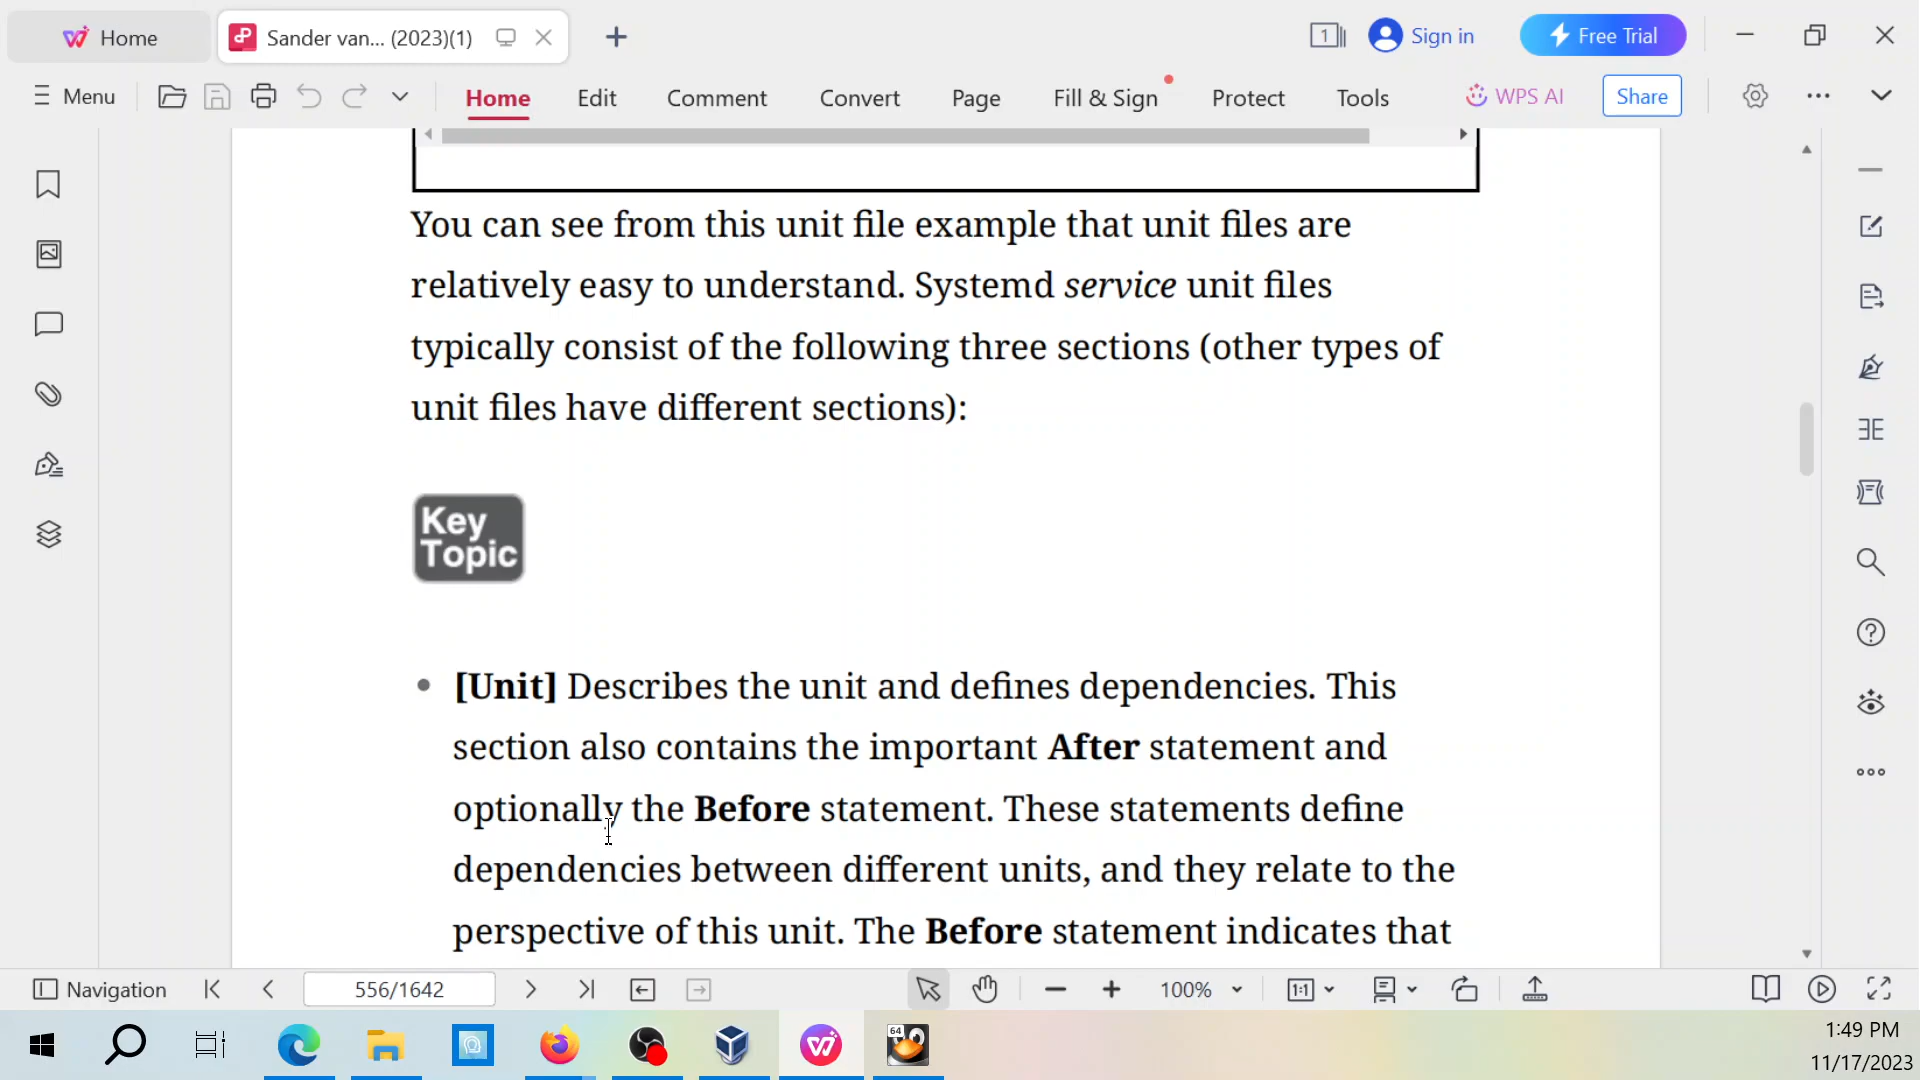 Home
Sander van... (2023)(1)
1
Sign in
Free Trial
Menu
Home
Edit
Comment
Convert
Page
Fill & Sign
Protect
Tools
WPS AI
Share
You can see from this unit file example that unit files are
relatively easy to understand. Systemd service unit files
typically consist of the following three sections (other types of
unit files have different sections):
Key
Topic
• [Unit] Describes the unit and defines dependencies. This
section also contains the important After statement and
optionally the Before statement. These statements define
dependencies between different units, and they relate to the
perspective of this unit. The Before statement indicates that
Navigation
556/1642
100%
1:1
64
1:49 PM
11/17/2023